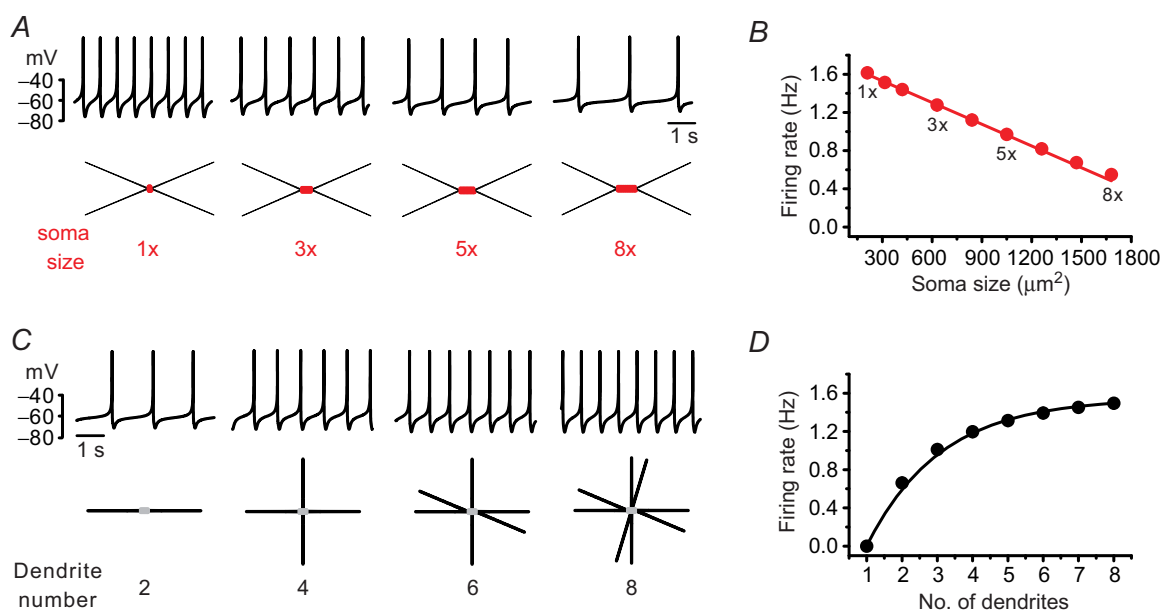 A
mV
−40
−60
−80
1 s
soma
size
1x
3x
5x
8x
B
Firing rate (Hz)
1.6
1.2
0.8
0.4
0.0
1x
3x
5x
8x
300 600 900 1200 1500 1800
Soma size (μm²)
C
mV
−40
−60
−80
1 s
Dendrite
number
2
4
6
8
D
Firing rate (Hz)
1.6
1.2
0.8
0.4
0.0
1 2 3 4 5 6 7 8
No. of dendrites